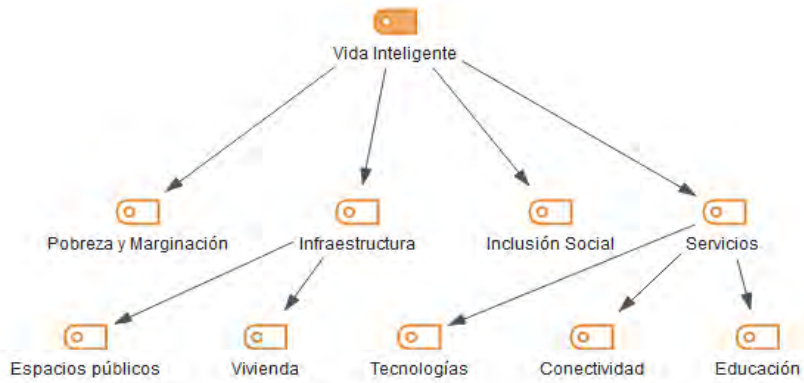 Vida Inteligente
Pobreza y Marginación
Infraestructura
Inclusión Social
Servicios
Espacios públicos
Vivienda
Tecnologías
Conectividad
Educación